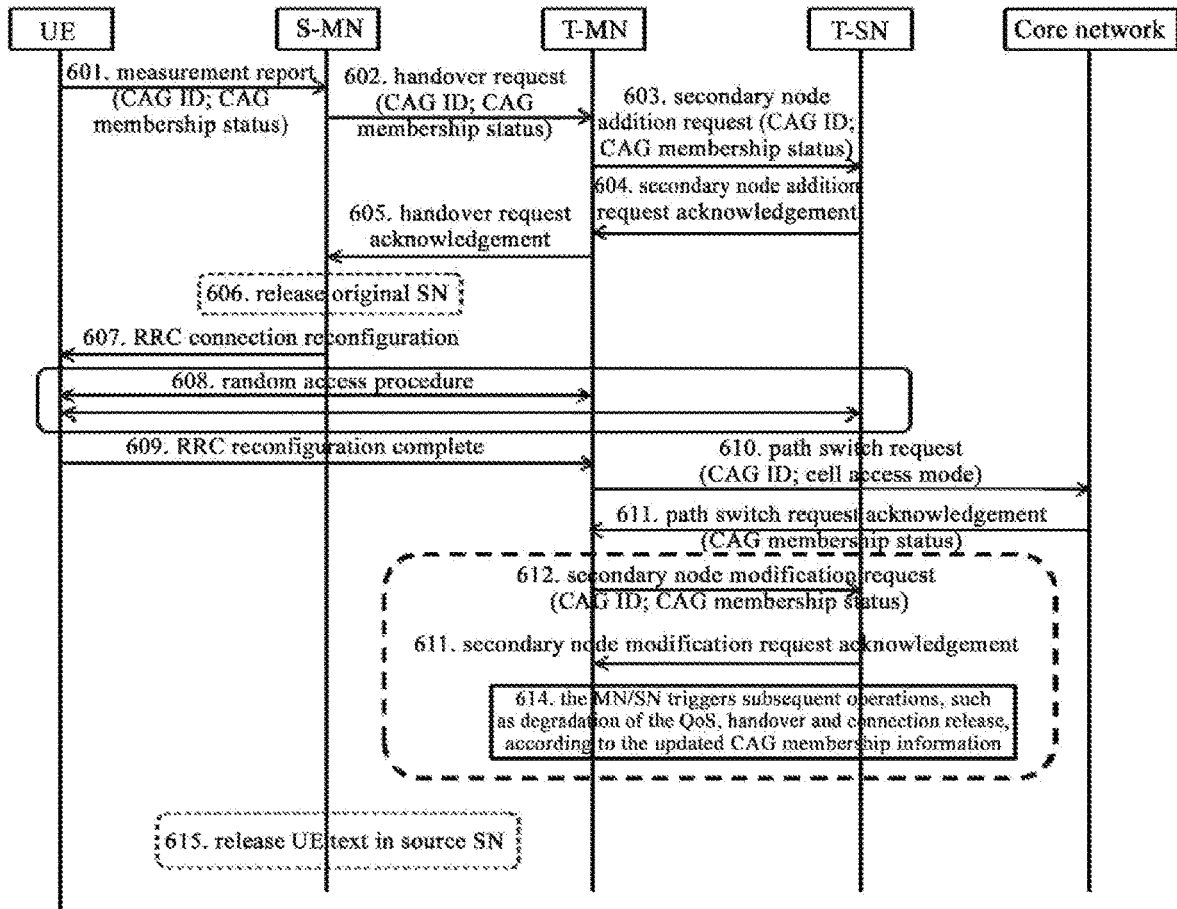 UE
S-MN
T-MN
T-SN
Core network
601. measurement report
(CAG ID; CAG
membership status)
602. handover request
(CAG ID; CAG
membership status)
603. secondary node
addition request (CAG ID;
CAG membership status)
604. secondary node addition
request acknowledgement
605. handover request
acknowledgement
606. release original SN
607. RRC connection reconfiguration
608. random access procedure
609. RRC reconfiguration complete
610. path switch request
(CAG ID; cell access mode)
611. path switch request acknowledgement
(CAG membership status)
612. secondary node modification request
(CAG ID; CAG membership status)
611. secondary node modification request acknowledgement
614. the MN/SN triggers subsequent operations, such
as degradation of the QoS, handover and connection release,
according to the updated CAG membership information
615. release UE text in source SN